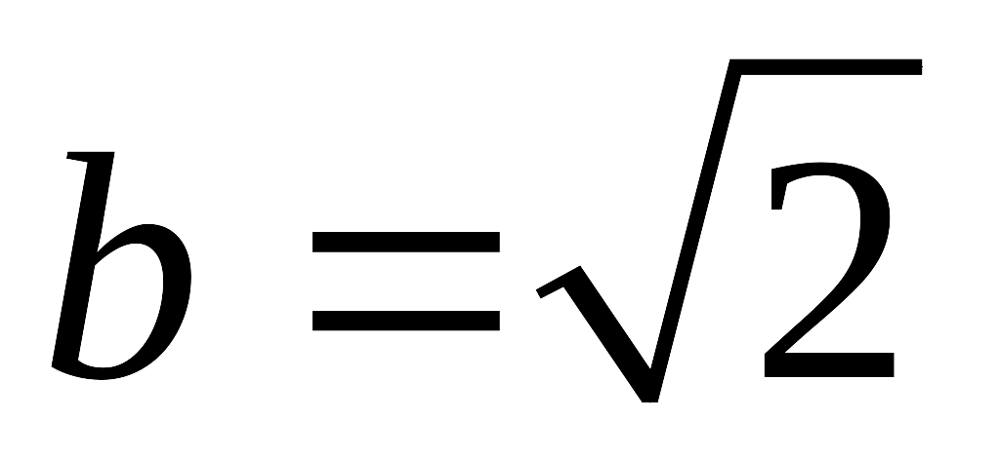 b = √2